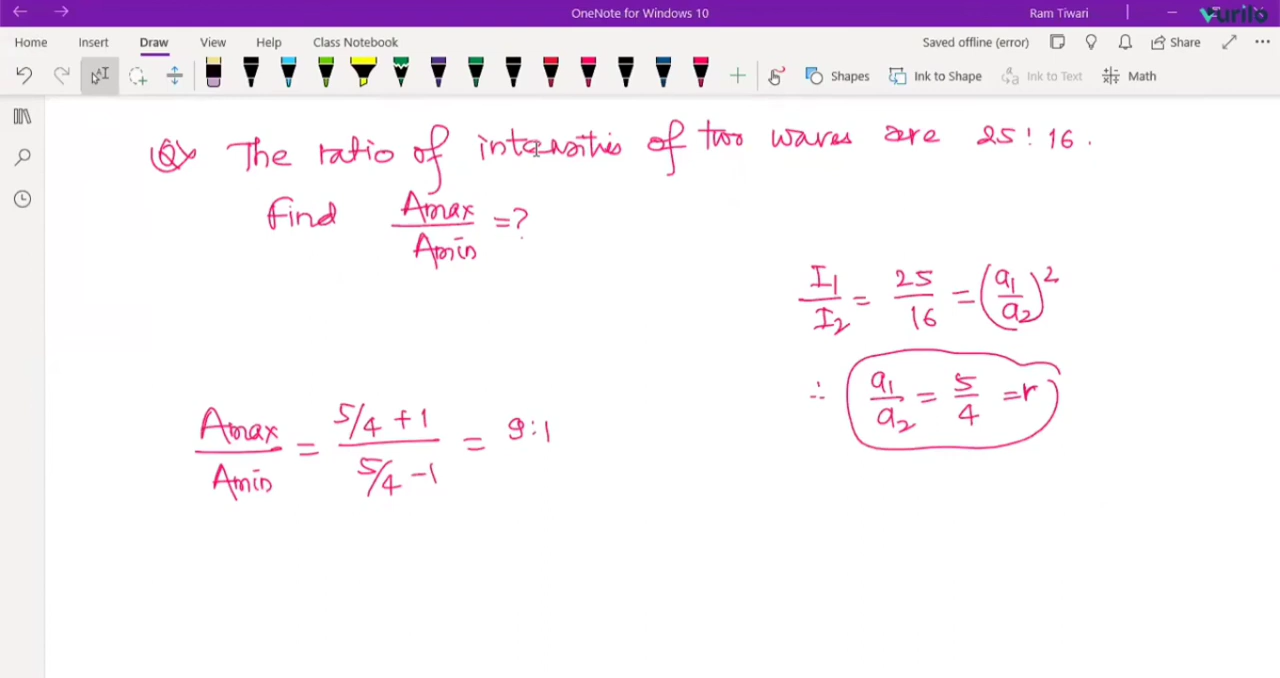 OneNote for Windows 10
Ram Tiwari
Vurilo
Home Insert Draw View Help Class Notebook
Saved offline (error) Share
Shapes Ink to Shape Ink to Text Math
Q The ratio of intensities of two waves are 25:16.
Find Amax/Amin =?
I1/I2 = 25/16 = (a1/a2)^2
∴ a1/a2 = 5/4 = r
Amax/Amin = (5/4 + 1)/(5/4 - 1) = 9:1